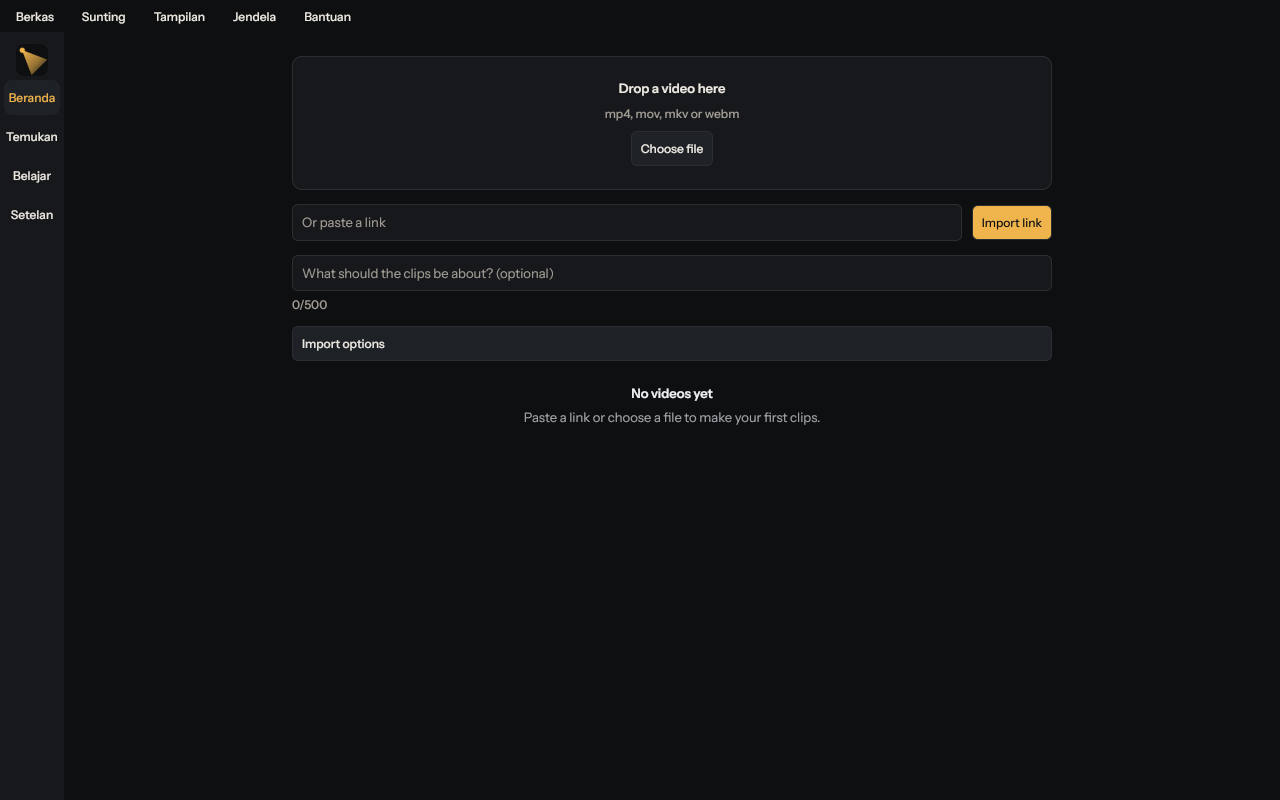 Berkas Sunting Tampilan Jendela Bantuan
Beranda
Temukan
Belajar
Setelan
Drop a video here
mp4, mov, mkv or webm
Choose file
Or paste a link
Import link
What should the clips be about? (optional)
0/500
Import options
No videos yet
Paste a link or choose a file to make your first clips.